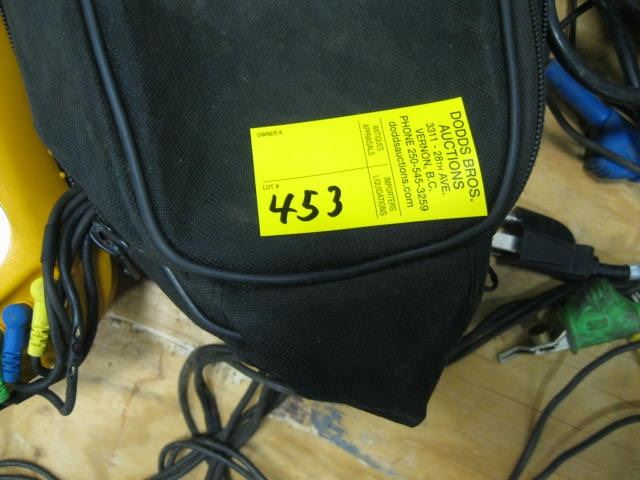 DODDS BROS.
AUCTIONS
3311 - 28TH AVE.
VERNON, B.C.
PHONE 250-545-3259
doddsauctions.com
ANTIQUES
APPRAISALS
IMPORTERS
LIQUIDATIONS
OWNER #
LOT #
453